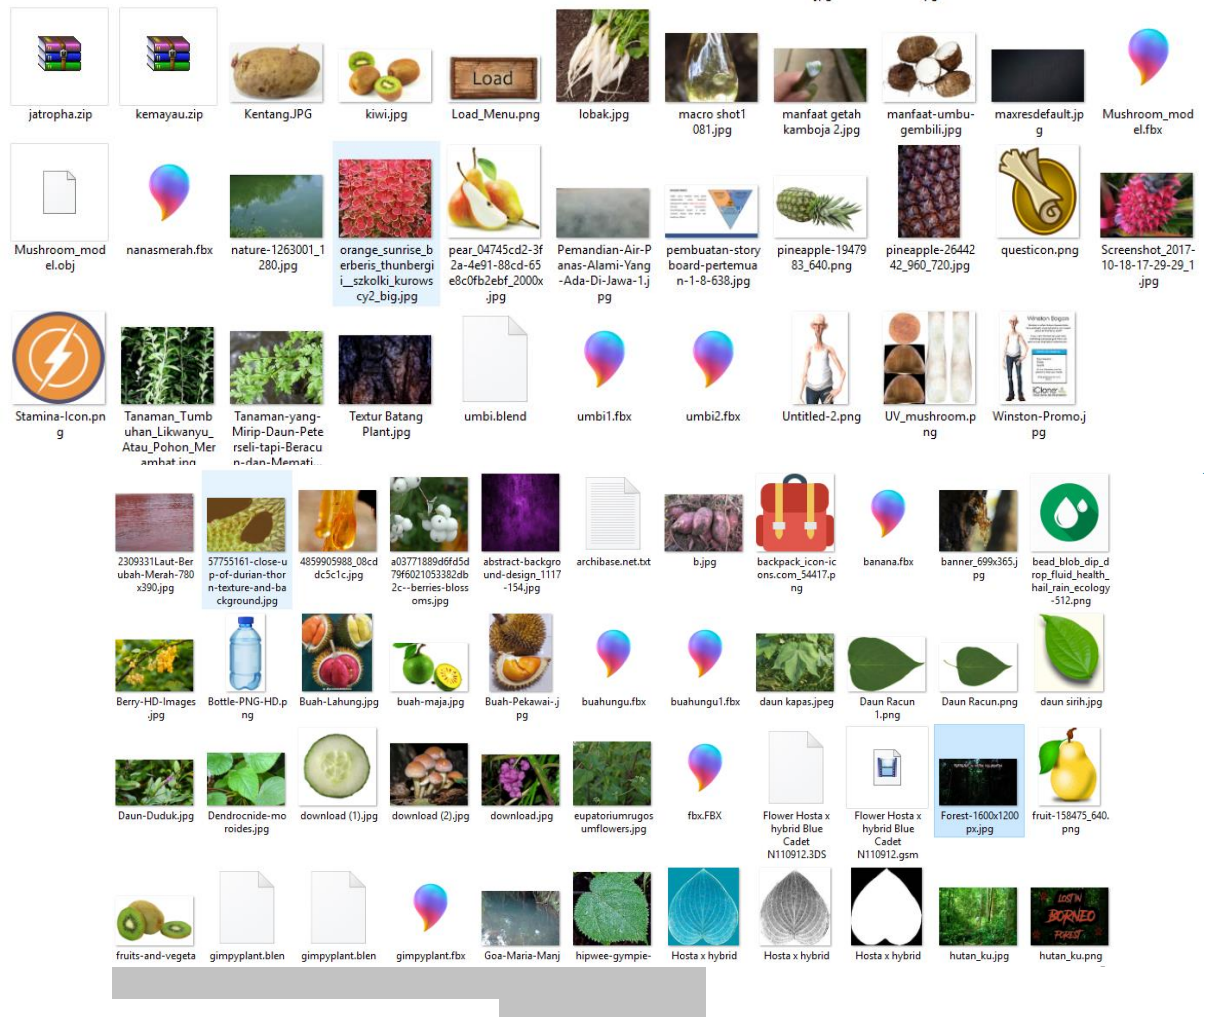 jatropha.zip
kemayau.zip
Kentang.JPG
kiwi.jpg
Load
Load_Menu.png
lobak.jpg
macro shot1
081.jpg
manfaat getah
kamboja 2.jpg
manfaat-umbu-
gembili.jpg
maxresdefault.jp
g
Mushroom_mod
el.fbx
Mushroom_mod
el.obj
nanasmerah.fbx
nature-1263001_1
280.jpg
orange_sunrise_b
erberis_thunbergi
i__szkolki_kurows
cy2_big.jpg
pear_04745cd2-3f
2a-4e91-88cd-65
e8c0fb2ebf_2000x
.jpg
Pemandian-Air-P
anas-Alami-Yang
-Ada-Di-Jawa-1.j
pg
pembuatan-story
board-pertemua
n-1-8-638.jpg
pineapple-19479
83_640.png
pineapple-26442
42_960_720.jpg
questicon.png
Screenshot_2017-
10-18-17-29-29_1
.jpg
Stamina-Icon.pn
g
Tanaman_Tumb
uhan_Likwanyu_
Atau_Pohon_Mer
ambat.jpg
Tanaman-yang-
Mirip-Daun-Pete
rseli-tapi-Beracu
n-dan-Memati...
Textur Batang
Plant.jpg
umbi.blend
umbi1.fbx
umbi2.fbx
Untitled-2.png
UV_mushroom.p
ng
Winston Bogan
iClone
Winston-Promo.j
pg
2309331Laut-Ber
ubah-Merah-780
x390.jpg
57755161-close-u
p-of-durian-thor
n-texture-and-ba
ckground.jpg
4859905988_08cd
dc5c1c.jpg
a03771889d6fd5d
79f6021053382db
2c--berries-bloss
oms.jpg
abstract-backgro
und-design_1117
-154.jpg
archibase.net.txt
b.jpg
backpack_icon-ic
ons.com_54417.p
ng
banana.fbx
banner_699x365.j
pg
bead_blob_dip_d
rop_fluid_health_
hail_rain_ecology
-512.png
Berry-HD-Images
.jpg
Bottle-PNG-HD.p
ng
Buah-Lahung.jpg
buah-maja.jpg
Buah-Pekawai-.j
pg
buahungu.fbx
buahungu1.fbx
daun kapas.jpeg
Daun Racun
1.png
Daun Racun.png
daun sirih.jpg
Daun-Duduk.jpg
Dendrocnide-mo
roides.jpg
download (1).jpg
download (2).jpg
download.jpg
eupatoriumrugos
umflowers.jpg
fbx.FBX
Flower Hosta x
hybrid Blue
Cadet
N110912.3DS
Flower Hosta x
hybrid Blue
Cadet
N110912.gsm
Forest-1600x1200
px.jpg
fruit-158475_640.
png
fruits-and-vegeta
gimpyplant.blen
gimpyplant.blen
gimpyplant.fbx
Goa-Maria-Manj
hipwee-gympie-
Hosta x hybrid
Hosta x hybrid
Hosta x hybrid
hutan_ku.jpg
LOST IN
BORNEO
FOREST
hutan_ku.png